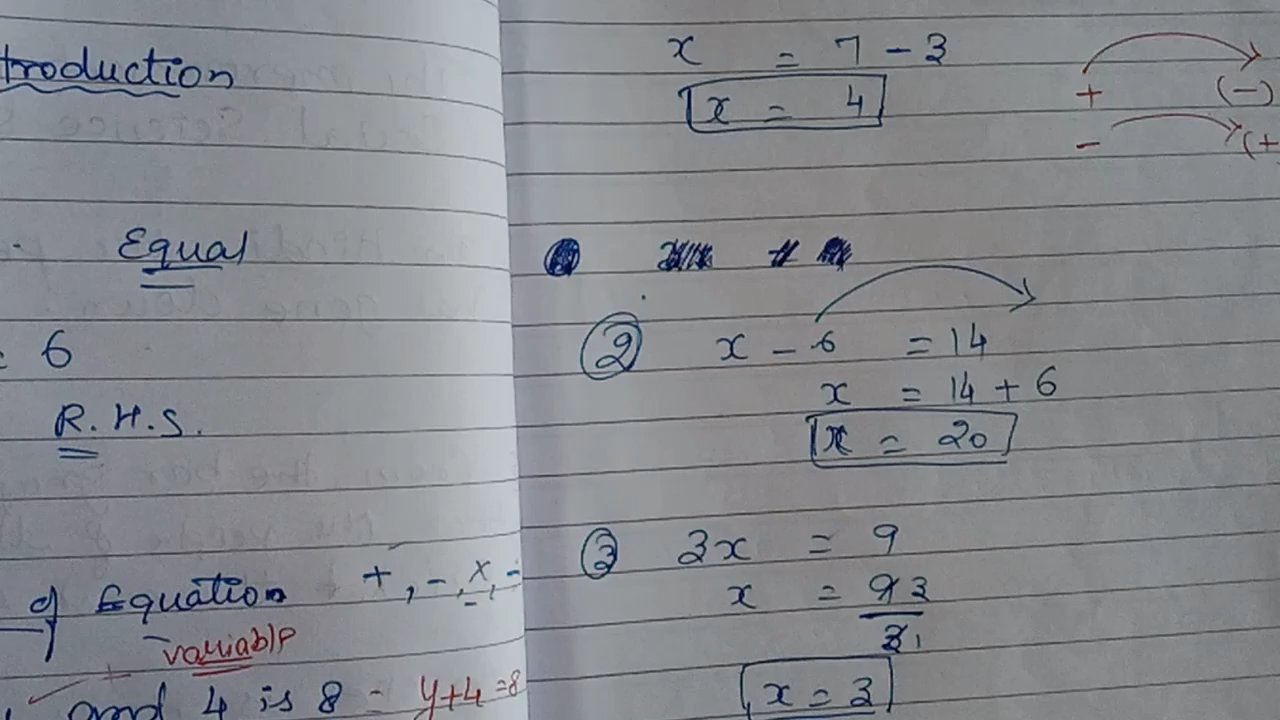 troduction
Equal
= 6
R.H.S.
Equation +, -, x, ÷
variable
and 4 is 8 = y+4=8
x = 7 - 3
x = 4
+ (-)
- (+
② x - 6 = 14
x = 14 + 6
x = 20
③ 3x = 9
x = 9 3
3 1
x = 3